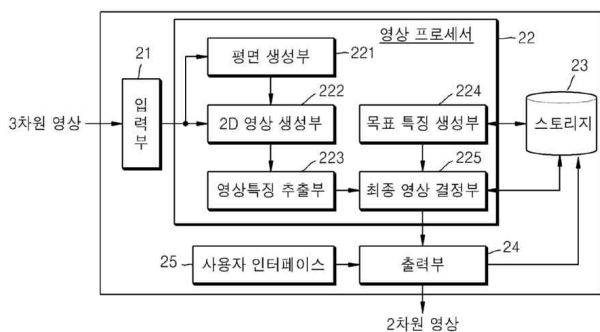 영상 프로세서
22
21
평면 생성부
221
23
입력부
222
224
3차원 영상
2D 영상 생성부
목표 특징 생성부
스토리지
223
225
영상특징 추출부
최종 영상 결정부
25
사용자 인터페이스
24
출력부
2차원 영상